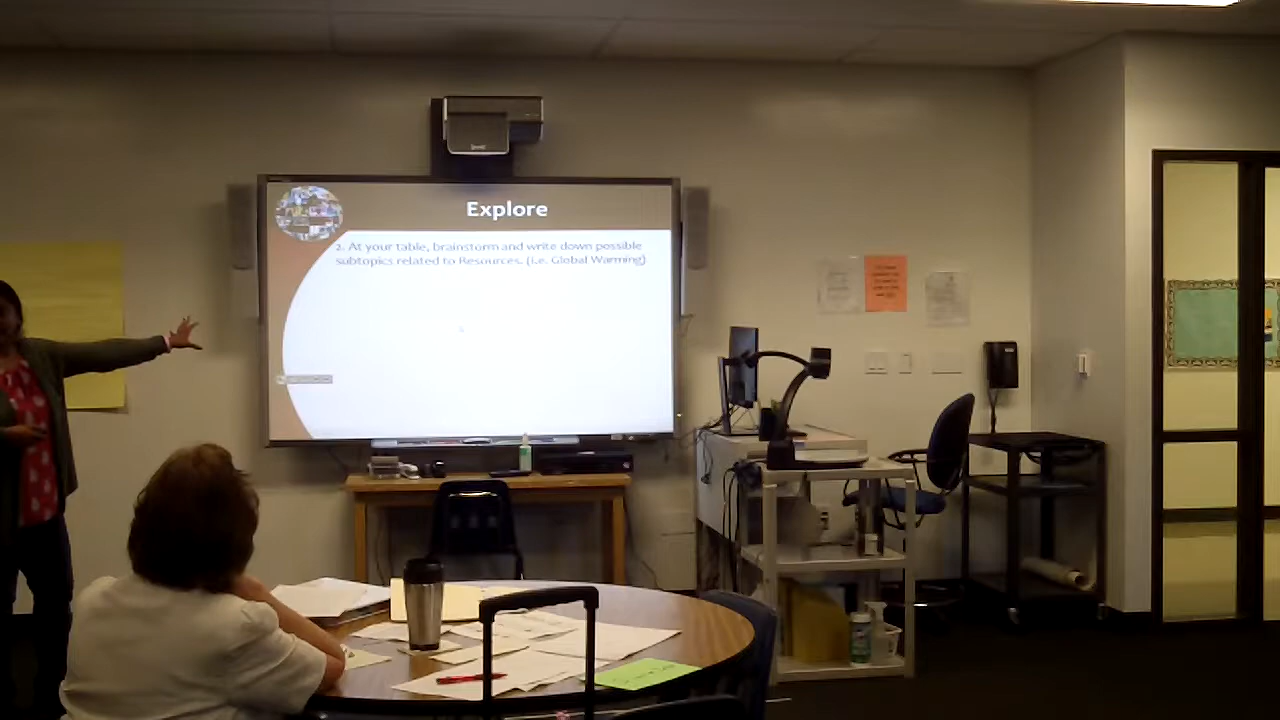 Explore
2. At your table, brainstorm and write down possible
subtopics related to Resources. (i.e. Global Warming)